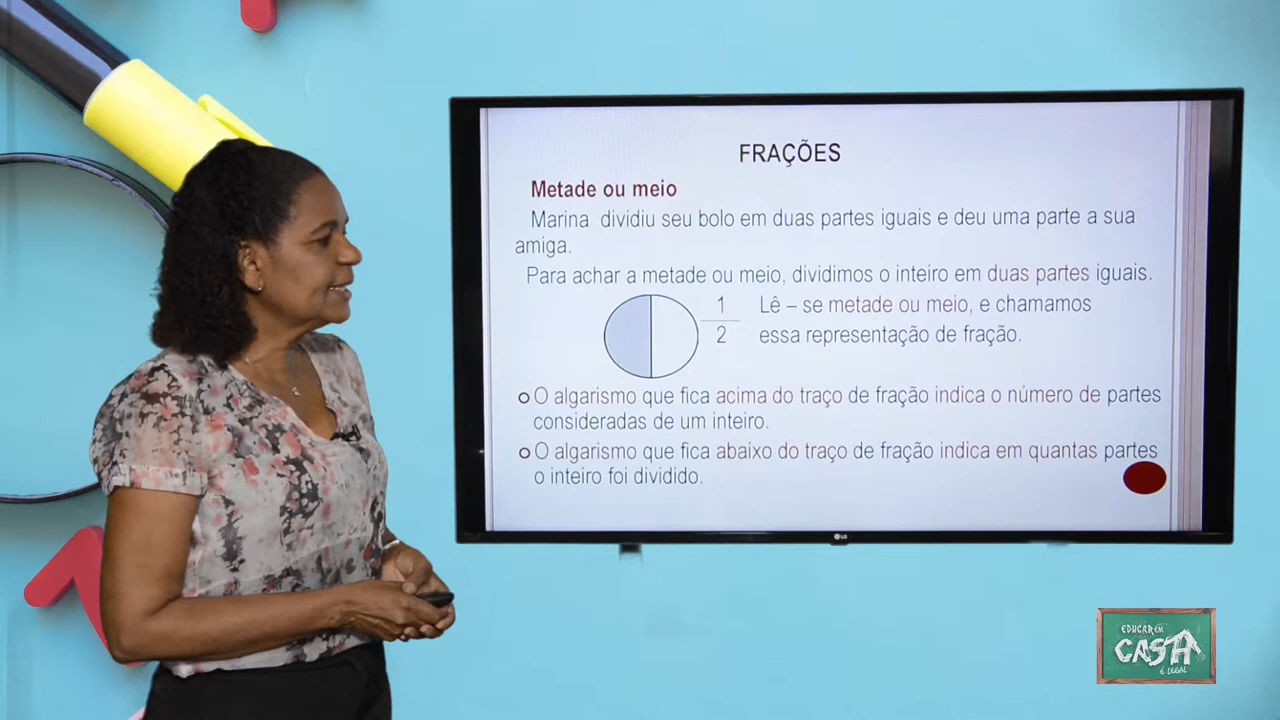 FRAÇÕES
Metade ou meio
Marina dividiu seu bolo em duas partes iguais e deu uma parte a sua
amiga.
Para achar a metade ou meio, dividimos o inteiro em duas partes iguais.
1
2
Lê – se metade ou meio, e chamamos
essa representação de fração.
O algarismo que fica acima do traço de fração indica o número de partes
consideradas de um inteiro.
O algarismo que fica abaixo do traço de fração indica em quantas partes
o inteiro foi dividido.
LG
EDUCAR EM
CASA
É LEGAL